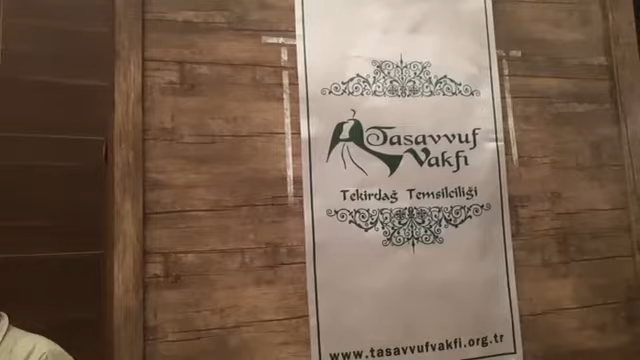 Tasavvuf
Vakfı
Tekirdağ Temsilciliği
www.tasavvufvakfi.org.tr